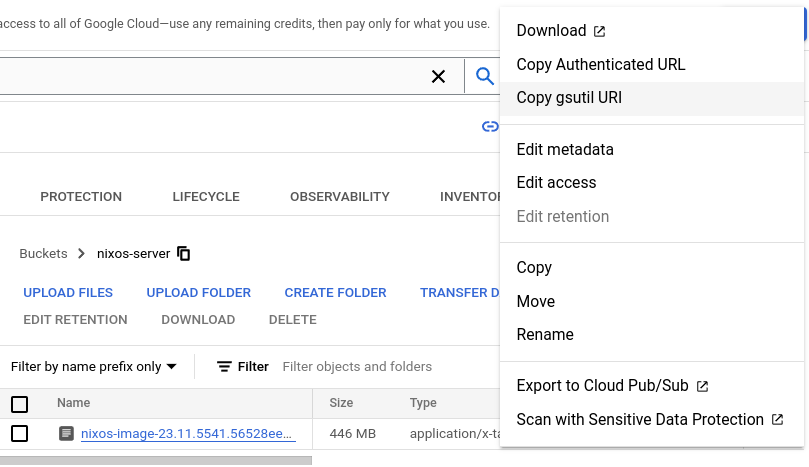 access to all of Google Cloud—use any remaining credits, then pay only for what you use.
PROTECTION LIFECYCLE OBSERVABILITY INVENTOR
Buckets nixos-server
UPLOAD FILES UPLOAD FOLDER CREATE FOLDER TRANSFER D
EDIT RETENTION DOWNLOAD DELETE
Filter by name prefix only Filter Filter objects and folders
Name Size Type
nixos-image-23.11.5541.56528ee... 446 MB application/x-ta
Download
Copy Authenticated URL
Copy gsutil URI
Edit metadata
Edit access
Edit retention
Copy
Move
Rename
Export to Cloud Pub/Sub
Scan with Sensitive Data Protection